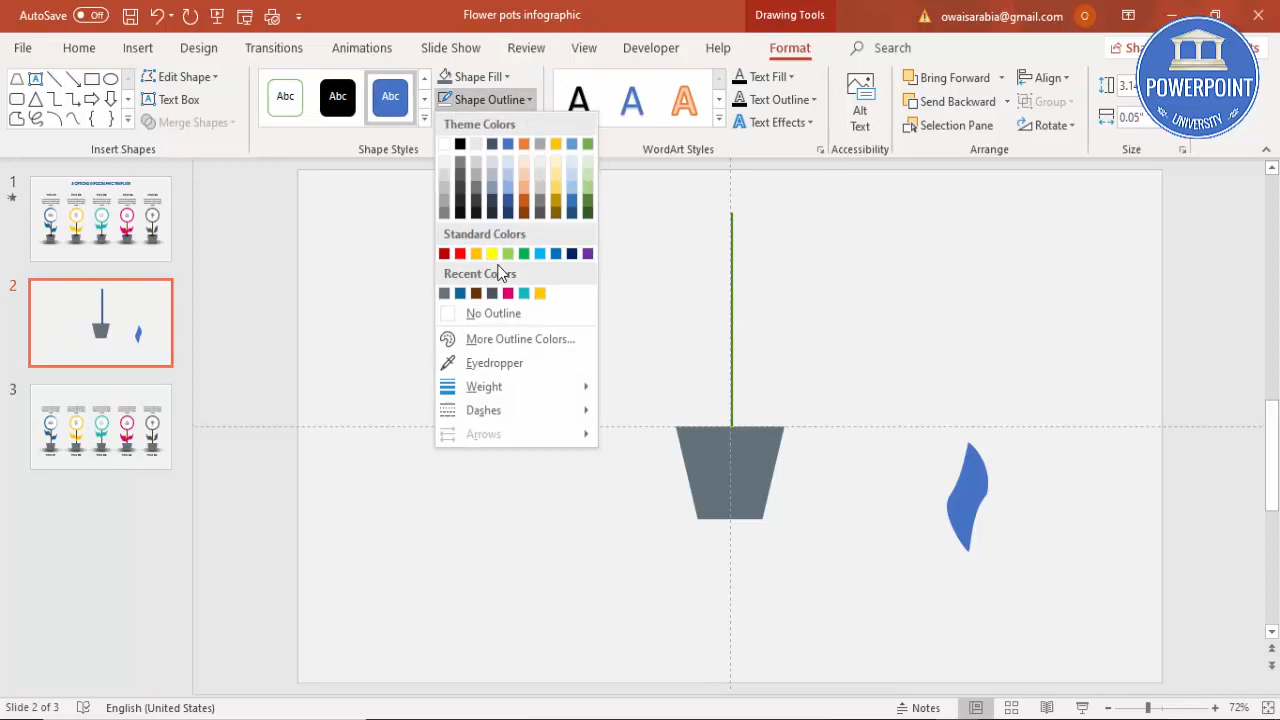 AutoSave Off
Flower pots infographic
Drawing Tools
owaisarabia@gmail.com
O
File Home Insert Design Transitions Animations Slide Show Review View Developer Help Format Search
POWERPOINT
UNIVERSITY
Edit Shape
Text Box
Merge Shapes
Insert Shapes
Abc Abc Abc
Shape Styles
Shape Fill
Shape Outline
A A A
Text Fill
Text Outline
Text Effects
WordArt Styles
Alt
Text
Accessibility
Bring Forward
Send Backward
Selection Pane
Align
Group
Rotate
Arrange
0.05"
Size
Theme Colors
Standard Colors
Recent Colors
No Outline
More Outline Colors...
Eyedropper
Weight
Dashes
Arrows
1
2
3
Slide 2 of 3
English (United States)
Notes
72%